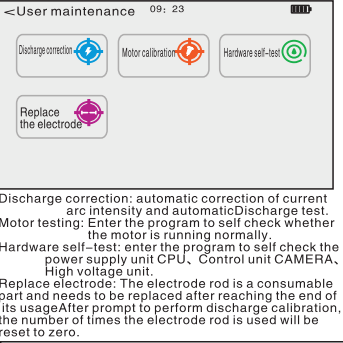 <User maintenance 09: 23
Discharge correction
Motor calibration
Hardware self-test
Replace
the electrode
Discharge correction: automatic correction of current
arc intensity and automaticDischarge test.
Motor testing: Enter the program to self check whether
the motor is running normally.
Hardware self-test: enter the program to self check the
power supply unit CPU、Control unit CAMERA、
High voltage unit.
Replace electrode: The electrode rod is a consumable
part and needs to be replaced after reaching the end of
its usageAfter prompt to perform discharge calibration,
the number of times the electrode rod is used will be
reset to zero.